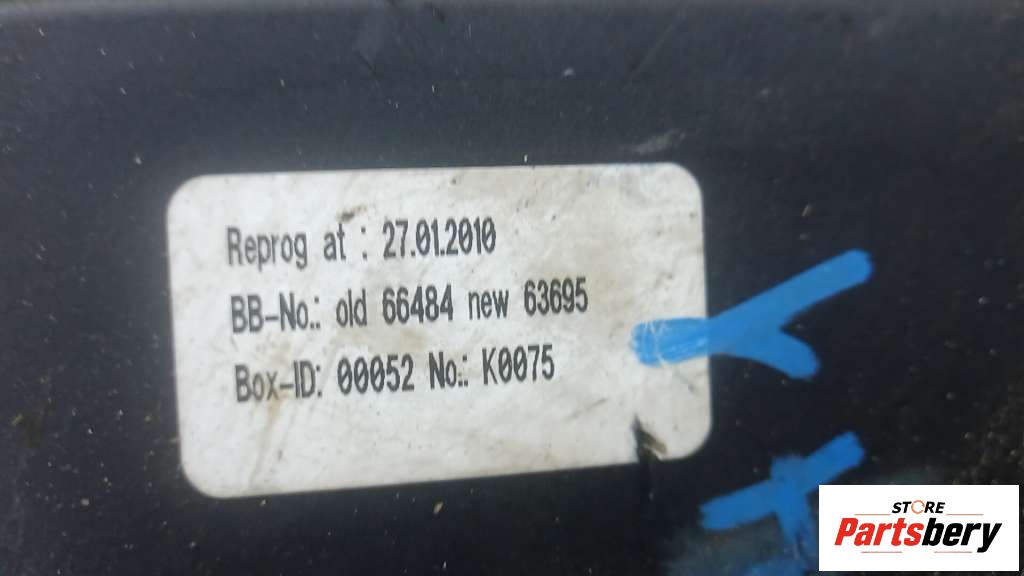 Reprog at : 27.01.2010
BB-No.: old 66484 new 63695
Box-ID: 00052 No.: K0075
STORE
Partsbery